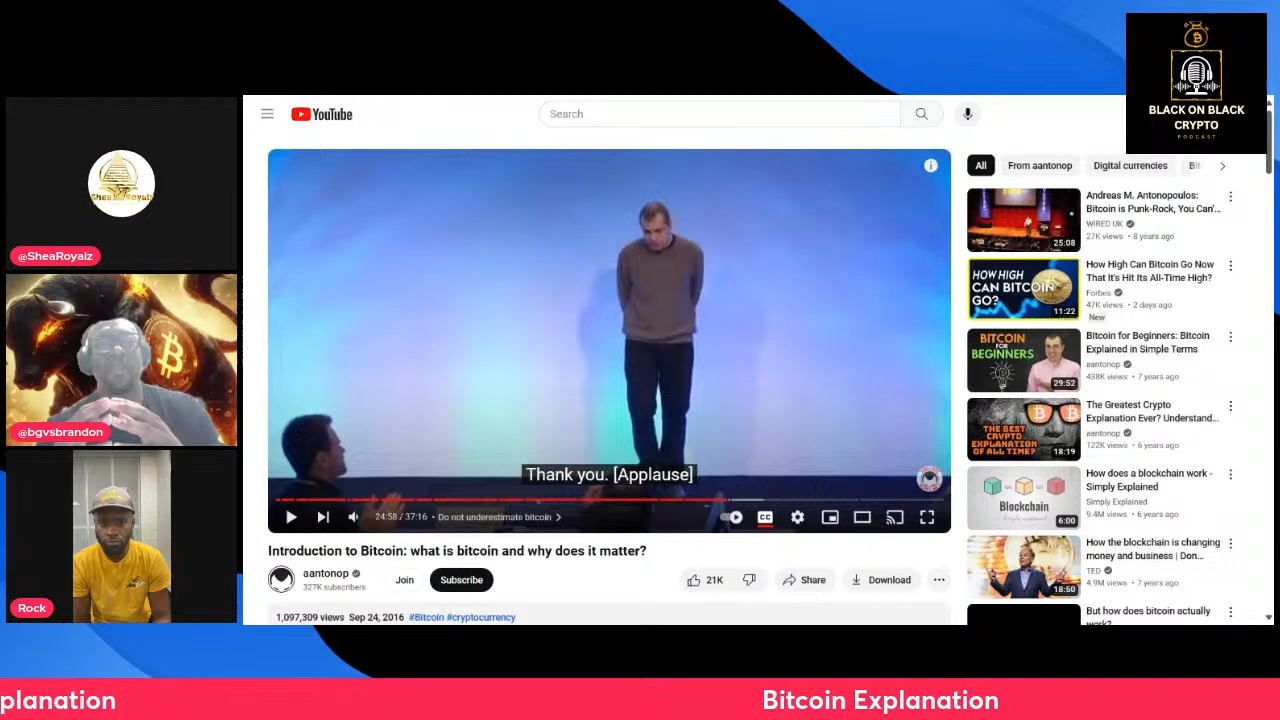 BLACK ON BLACK
CRYPTO
PODCAST
@SheaRoyalz
@bgvsbrandon
Rock
YouTube
Search
Thank you. [Applause]
24:58 / 37:16 • Do not underestimate bitcoin
CC
Introduction to Bitcoin: what is bitcoin and why does it matter?
aantonop
327K subscribers
Join
Subscribe
21K
Share
Download
1,097,309 views Sep 24, 2016 #Bitcoin #cryptocurrency
All
From aantonop
Digital currencies
25:08
Andreas M. Antonopoulos:
Bitcoin is Punk-Rock, You Can'...
WIRED UK
27K views • 8 years ago
HOW HIGH
CAN BITCOIN
GO?
11:22
How High Can Bitcoin Go Now
That It's Hit Its All-Time High?
Forbes
47K views • 2 days ago
New
BITCOIN
FOR
BEGINNERS
29:52
Bitcoin for Beginners: Bitcoin
Explained in Simple Terms
aantonop
438K views • 7 years ago
THE BEST
CRYPTO
EXPLANATION
OF ALL TIME?
18:19
The Greatest Crypto
Explanation Ever? Understand...
aantonop
122K views • 6 years ago
Blockchain
Simply explained
6:00
How does a blockchain work -
Simply Explained
Simply Explained
9.4M views • 6 years ago
18:50
How the blockchain is changing
money and business | Don...
TED
4.9M views • 7 years ago
But how does bitcoin actually
work?
planation
Bitcoin Explanation